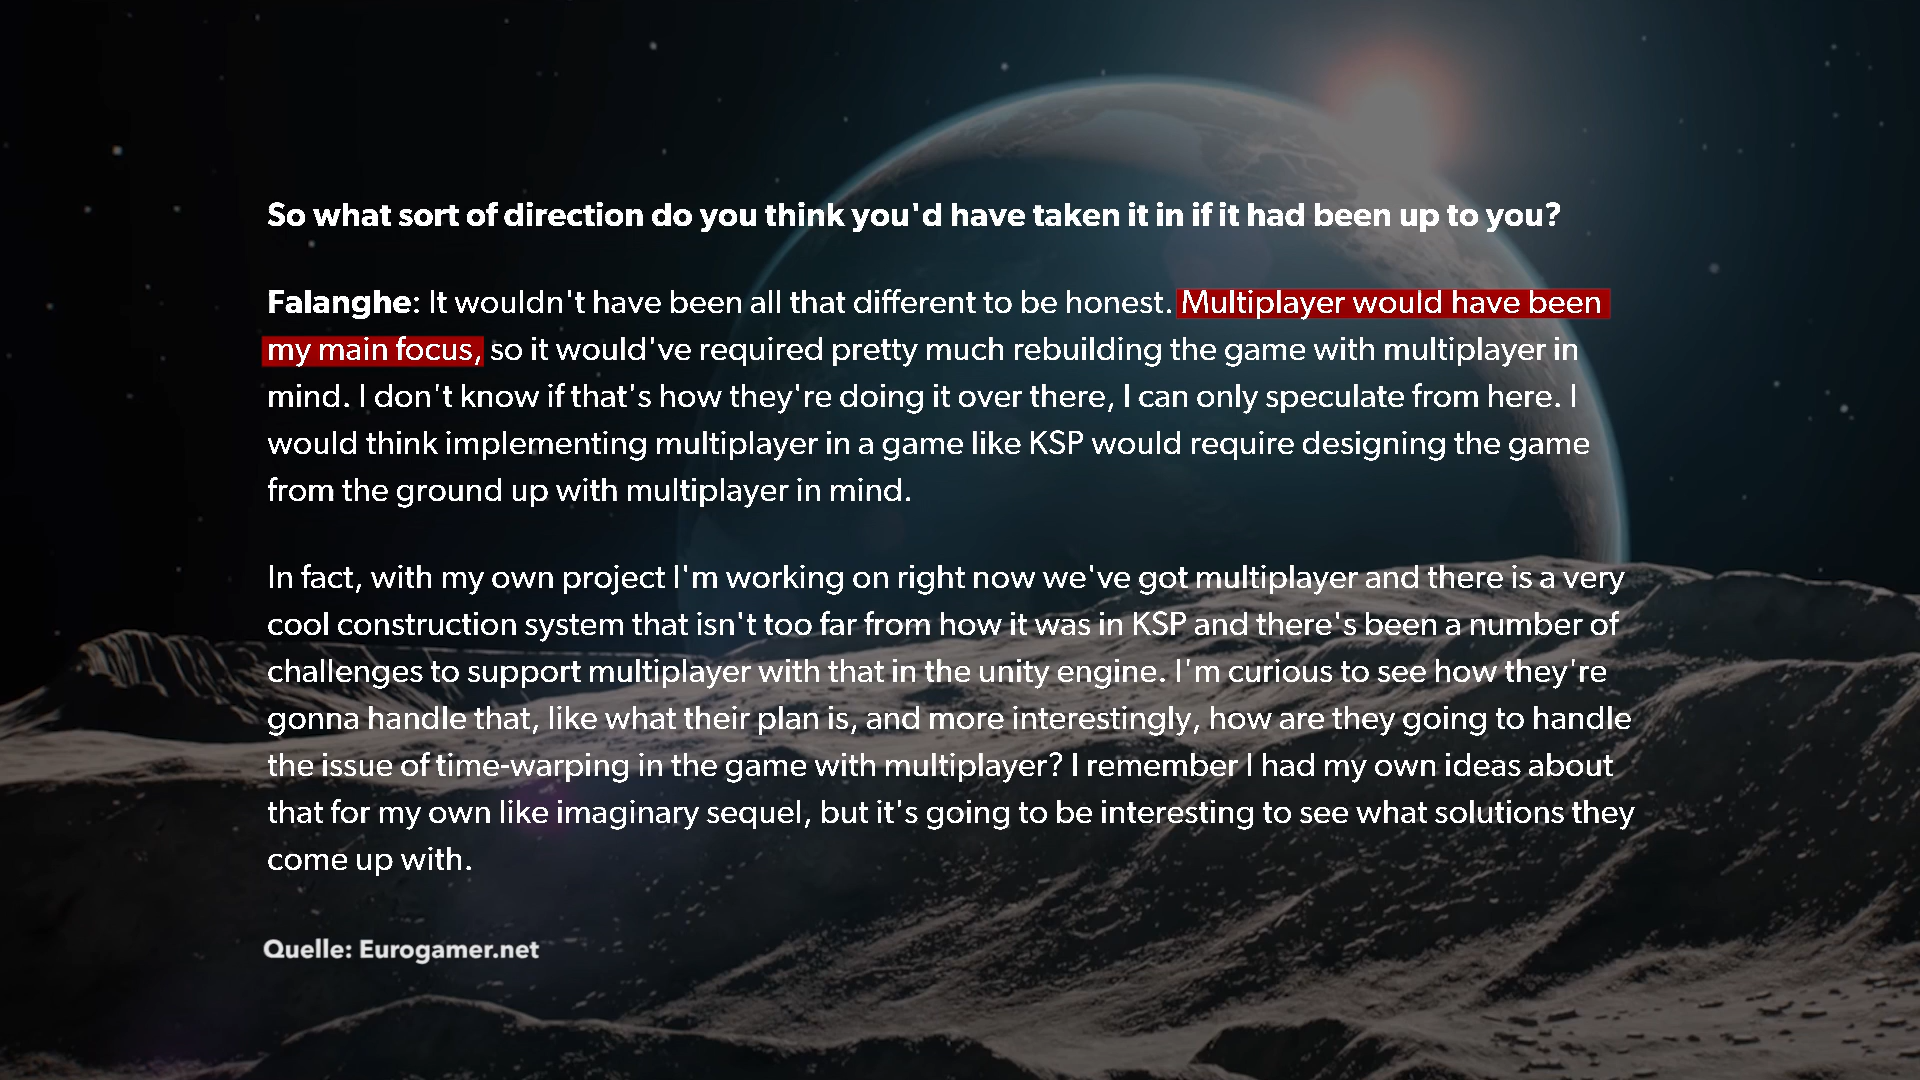 So what sort of direction do you think you'd have taken it in if it had been up to you?
Falanghe: It wouldn't have been all that different to be honest. Multiplayer would have been
my main focus, so it would've required pretty much rebuilding the game with multiplayer in
mind. I don't know if that's how they're doing it over there, I can only speculate from here. I
would think implementing multiplayer in a game like KSP would require designing the game
from the ground up with multiplayer in mind.
In fact, with my own project I'm working on right now we've got multiplayer and there is a very
cool construction system that isn't too far from how it was in KSP and there's been a number of
challenges to support multiplayer with that in the unity engine. I'm curious to see how they're
gonna handle that, like what their plan is, and more interestingly, how are they going to handle
the issue of time-warping in the game with multiplayer? I remember I had my own ideas about
that for my own like imaginary sequel, but it's going to be interesting to see what solutions they
come up with.
Quelle: Eurogamer.net